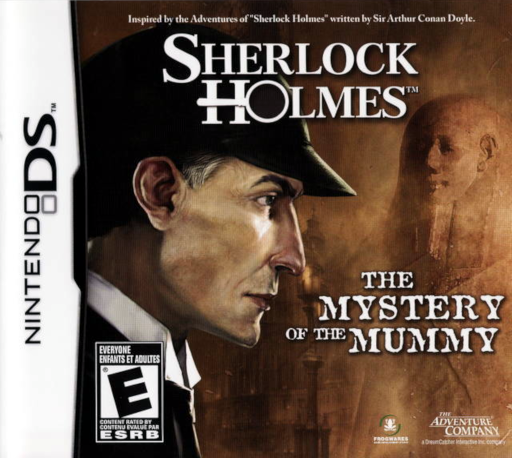 Inspired by the Adventures of "Sherlock Holmes" written by Sir Arthur Conan Doyle.
SHERLOCK
HOLMES™
NINTENDO DS™
THE
MYSTERY
OF THE MUMMY
EVERYONE
ENFANTS ET ADULTES
E®
CONTENT RATED BY
CONTENU ÉVALUÉ PAR
ESRB
FROGWARES
THE
ADVENTURE
COMPANY
a DreamCatcher Interactive Inc. company